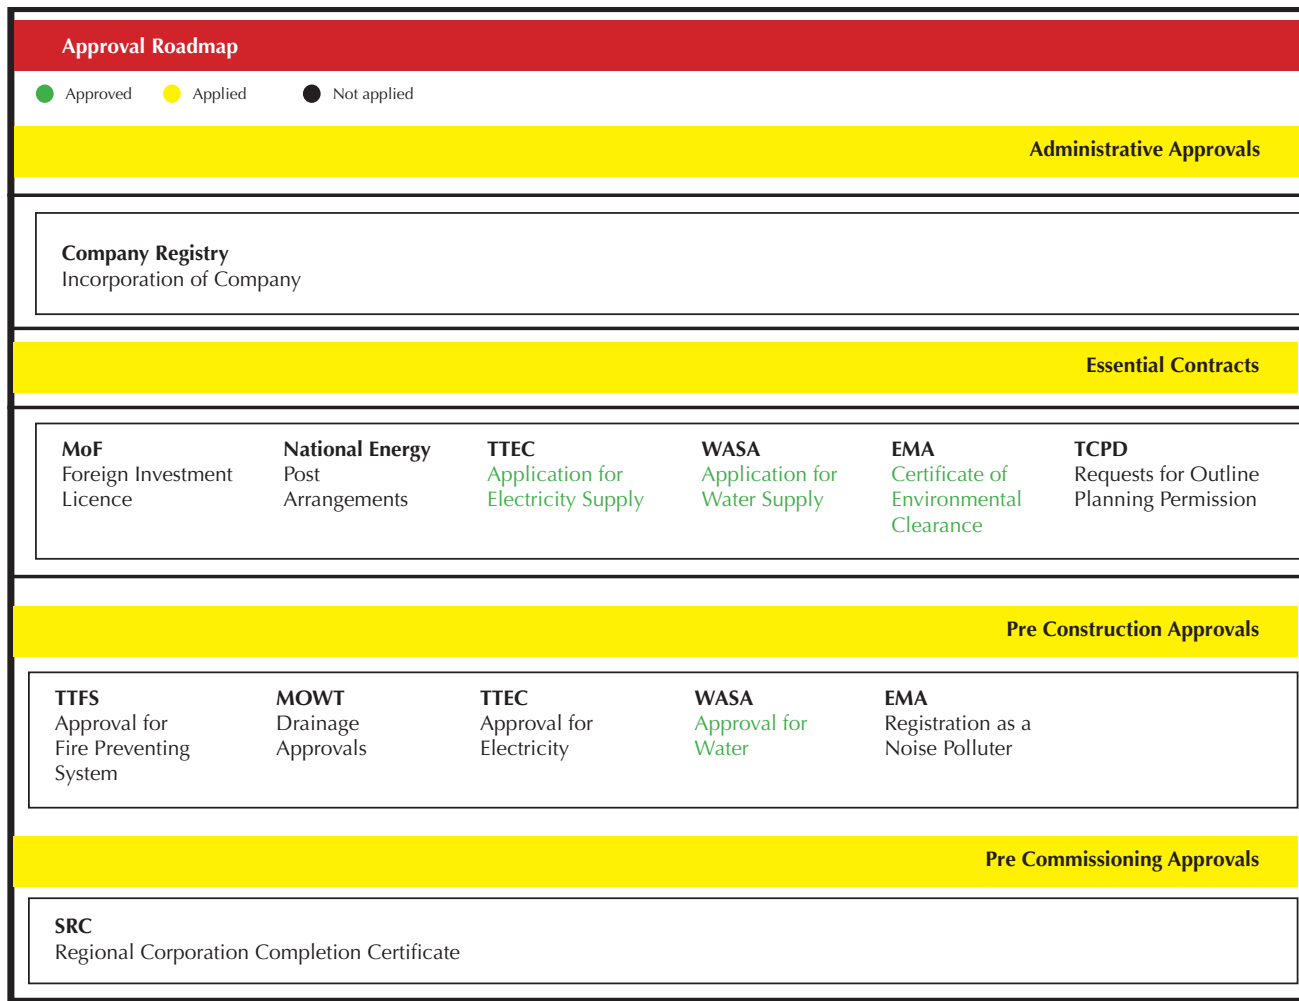 Approval Roadmap
Approved Applied Not applied
Administrative Approvals
Company Registry
Incorporation of Company
Essential Contracts
MoF
Foreign Investment
Licence
National Energy
Post
Arrangements
TTEC
Application for
Electricity Supply
WASA
Application for
Water Supply
EMA
Certificate of
Environmental
Clearance
TCPD
Requests for Outline
Planning Permission
Pre Construction Approvals
TTFS
Approval for
Fire Preventing
System
MOWT
Drainage
Approvals
TTEC
Approval for
Electricity
WASA
Approval for
Water
EMA
Registration as a
Noise Polluter
Pre Commissioning Approvals
SRC
Regional Corporation Completion Certificate